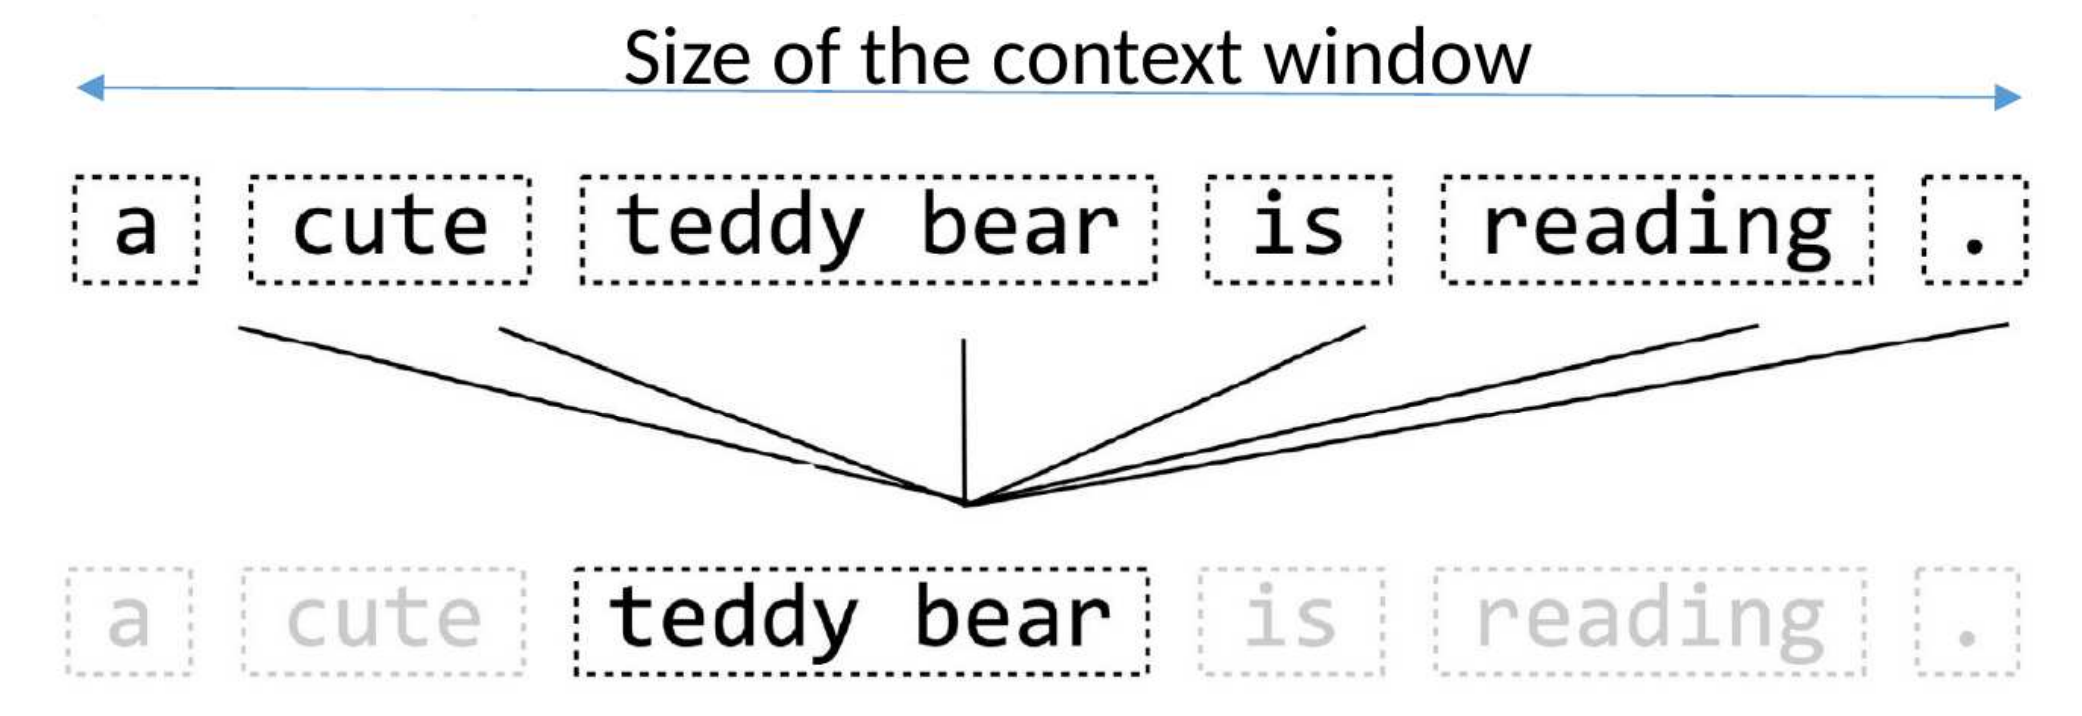 Size of the context window
a cute teddy bear is reading .
a cute teddy bear is reading .